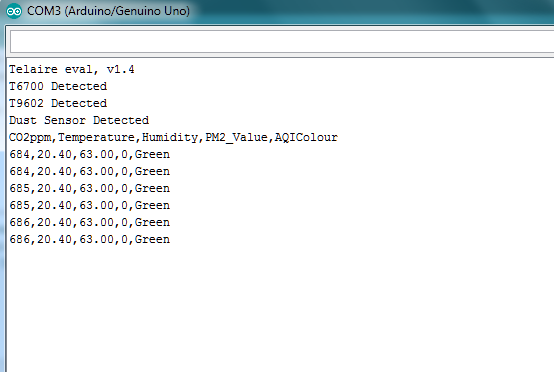 COM3 (Arduino/Genuino Uno)
Telaire eval, v1.4
T6700 Detected
T9602 Detected
Dust Sensor Detected
CO2ppm,Temperature,Humidity,PM2_Value,AQIColour
684,20.40,63.00,0,Green
684,20.40,63.00,0,Green
685,20.40,63.00,0,Green
685,20.40,63.00,0,Green
686,20.40,63.00,0,Green
686,20.40,63.00,0,Green